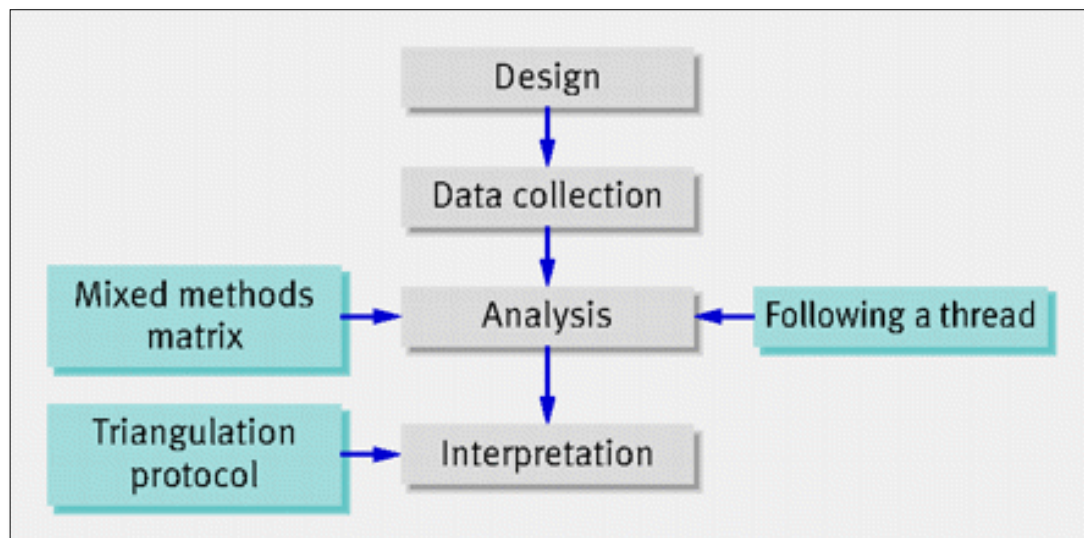 Design
Data collection
Mixed methods
matrix
Analysis
Following a thread
Triangulation
protocol
Interpretation